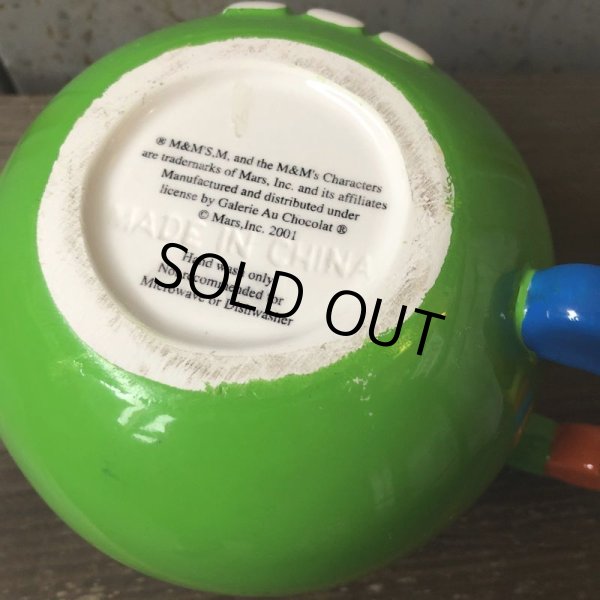 ® M&M'S,M, and the M&M's Characters
are trademarks of Mars, Inc. and its affiliates
Manufactured and distributed under
license by Galerie Au Chocolat ®
© Mars,Inc. 2001
MADE IN CHINA
Hand wash only
Not recommended for
Microwave or Dishwasher
SOLD OUT